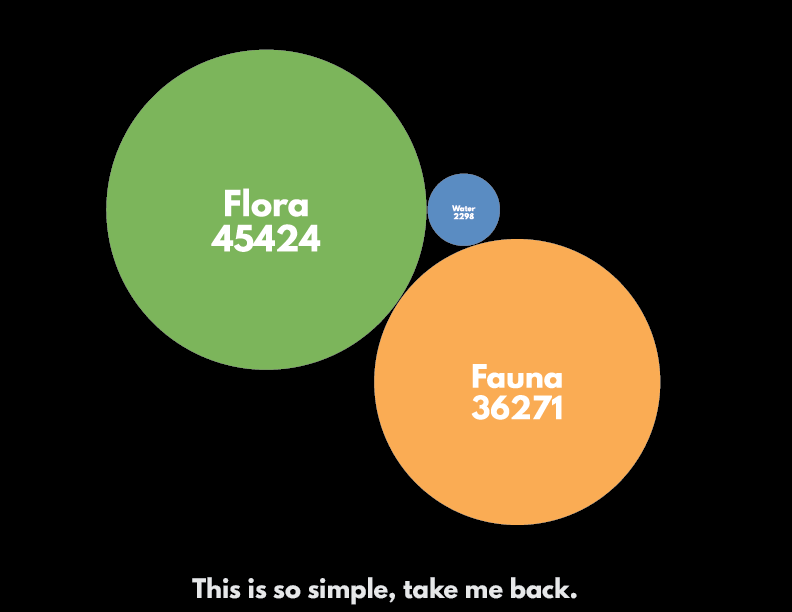 Flora
45424
Water
2298
Fauna
36271
This is so simple, take me back.